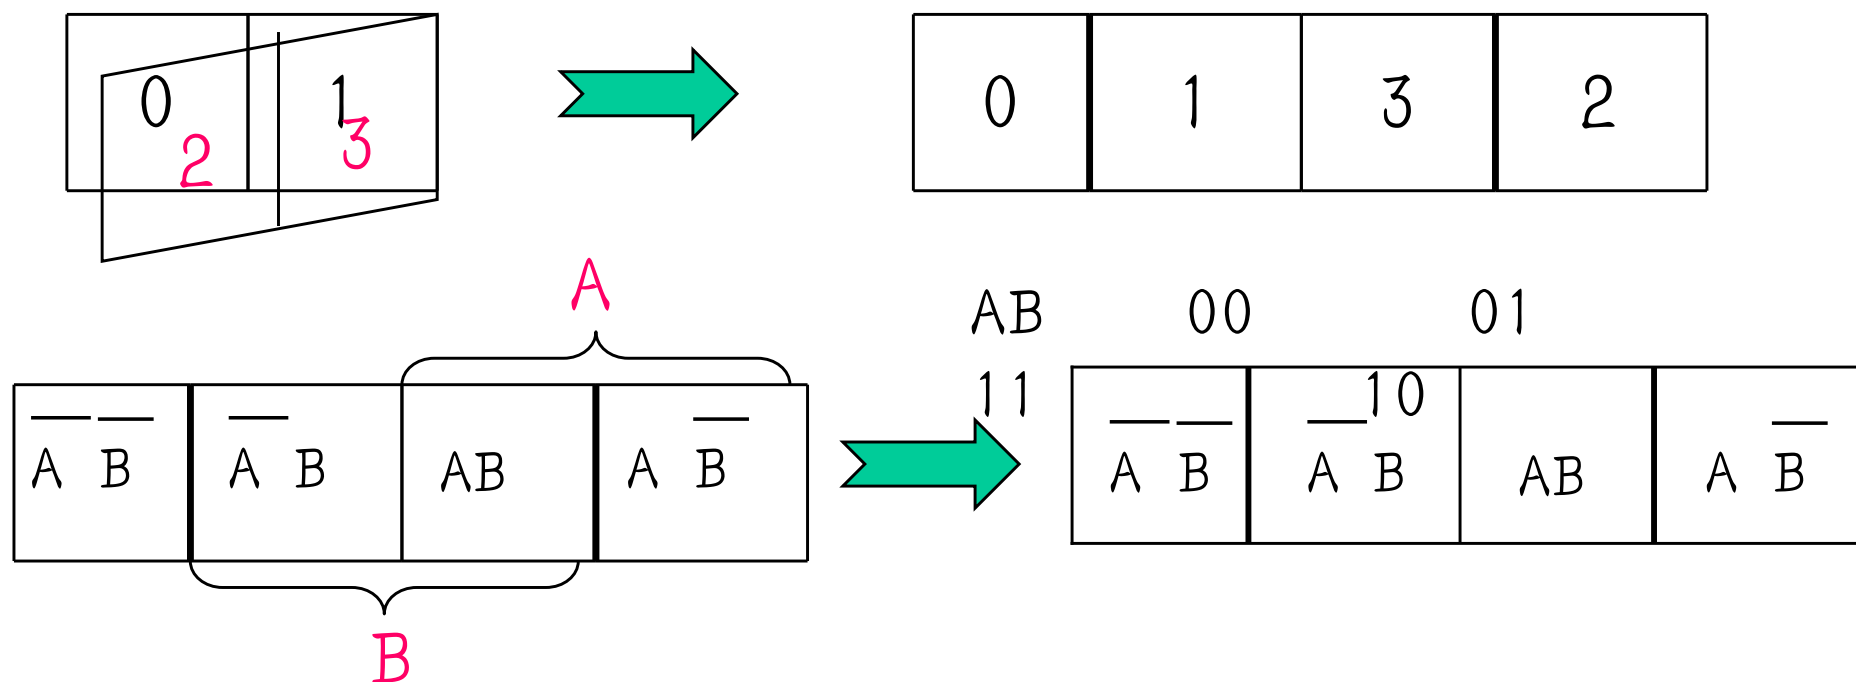 0 1
2 3
0 1 3 2
A
A̅ B̅ A̅ B AB A B̅
B
AB 00 01
11 10
A̅ B̅ A̅ B AB A B̅